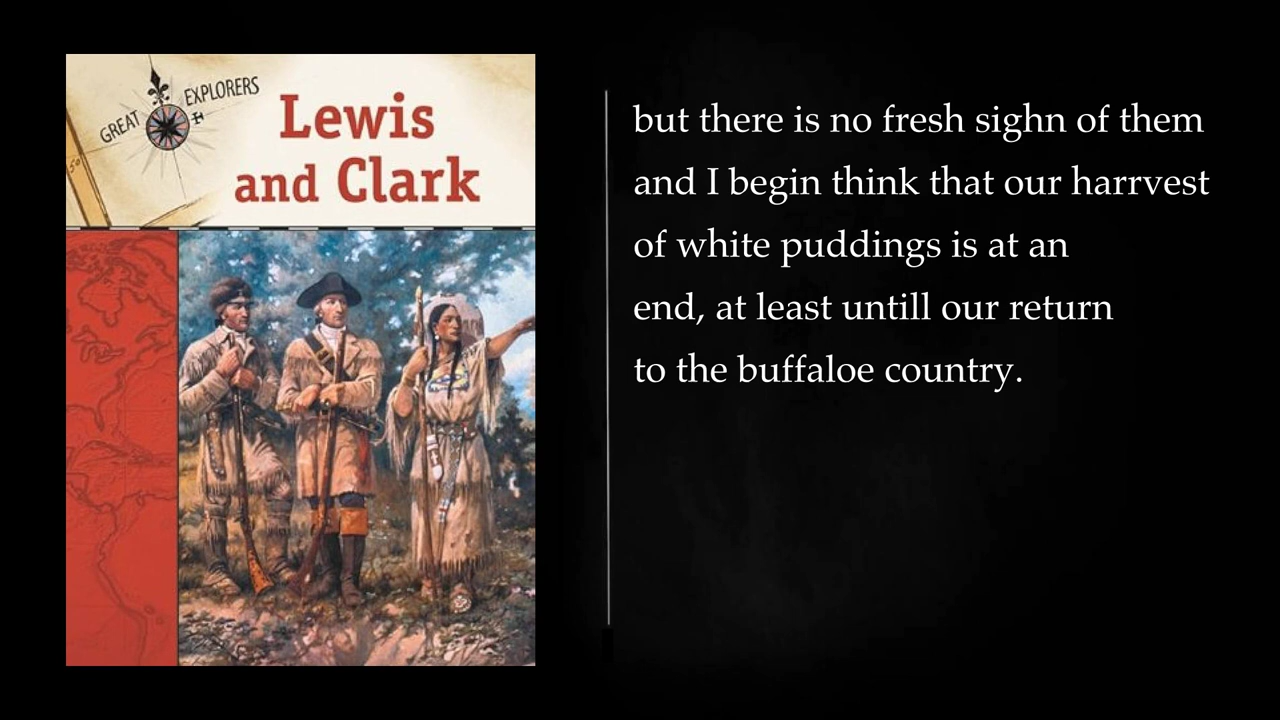 GREAT EXPLORERS
Lewis
and Clark
50
but there is no fresh sighn of them
and I begin think that our harrvest
of white puddings is at an
end, at least untill our return
to the buffaloe country.